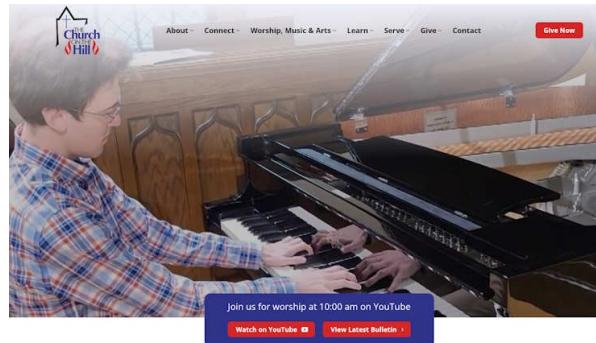 THE
Church
ON THE
Hill
About
Connect
Worship, Music & Arts
Learn
Serve
Give
Contact
Give Now
Join us for worship at 10:00 am on YouTube
Watch on YouTube
View Latest Bulletin